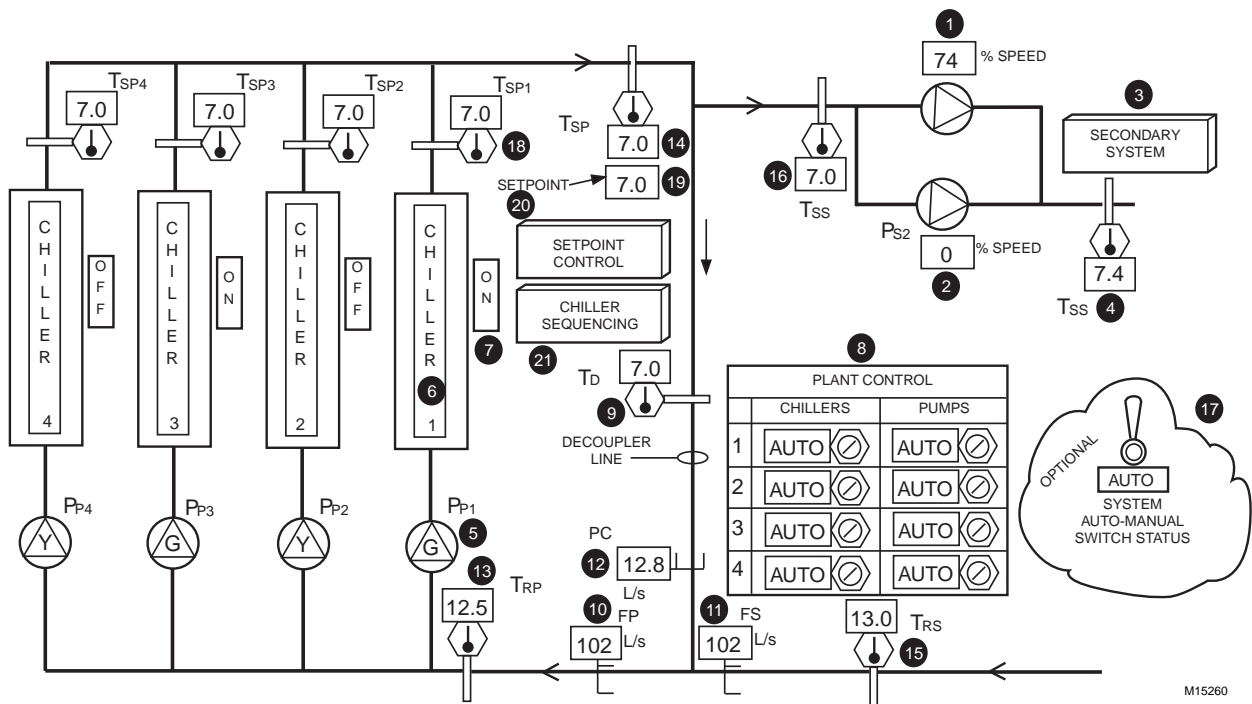 1
74 % SPEED
3
SECONDARY
SYSTEM
TSP4
7.0
TSP3
7.0
TSP2
7.0
TSP1
7.0
18
TSP
7.0
14
SETPOINT
7.0
19
16
7.0
TSS
PS2
0
% SPEED
2
7.4
TSS
4
20
SETPOINT
CONTROL
CHILLER
SEQUENCING
21
CHILLER
4
OFF
CHILLER
3
ON
CHILLER
2
OFF
CHILLER
6
1
ON
7
TD
7.0
9
DECOUPLER
LINE
8
PLANT CONTROL
CHILLERS PUMPS
1 AUTO AUTO
2 AUTO AUTO
3 AUTO AUTO
4 AUTO AUTO
17
OPTIONAL
AUTO
SYSTEM
AUTO-MANUAL
SWITCH STATUS
PP4
Y
PP3
G
PP2
Y
PP1
G
5
PC
12
12.8
L/s
13
12.5
TRP
10
FP
102
L/s
11
FS
102
L/s
13.0
TRS
15
M15260